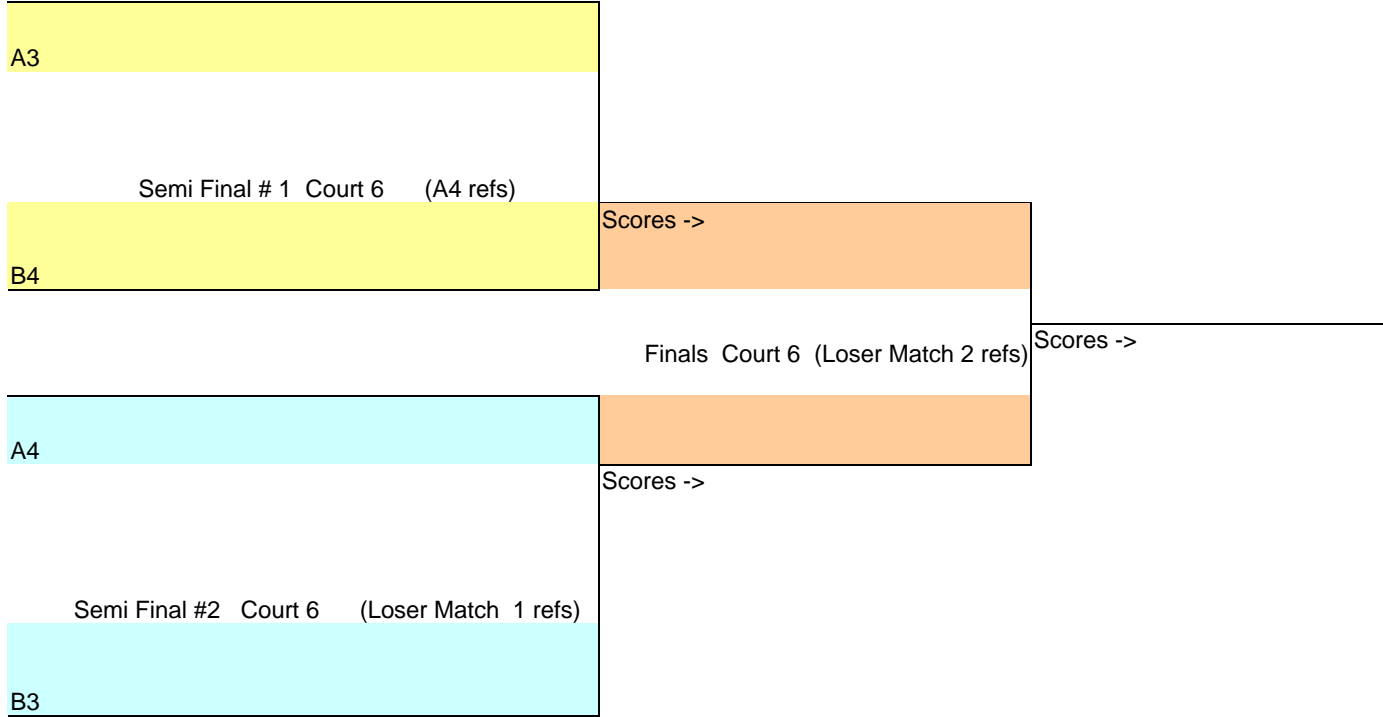 A3
Semi Final # 1  Court 6     (A4 refs)
Scores ->
B4
Finals  Court 6  (Loser Match 2 refs)
Scores ->
A4
Scores ->
Semi Final #2   Court 6      (Loser Match  1 refs)
B3